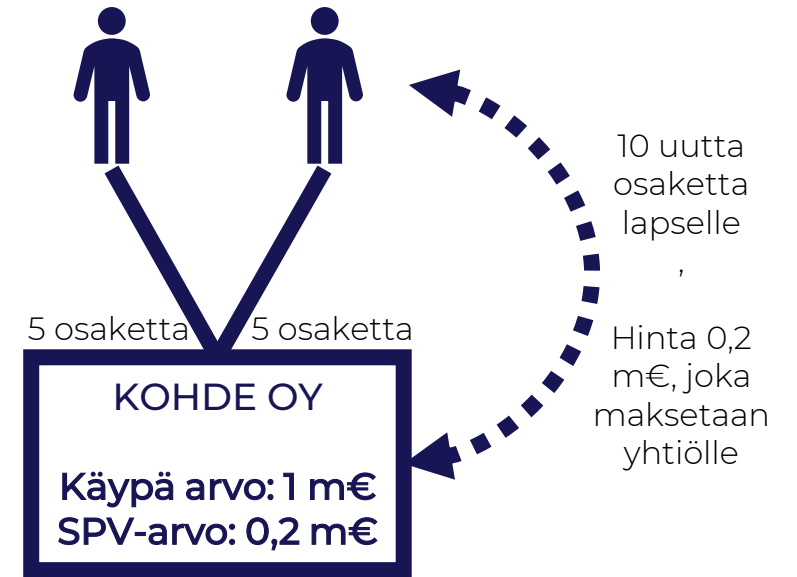 10 uutta
osaketta
lapselle
,
Hinta 0,2
m€, joka
maksetaan
yhtiölle
5 osaketta
5 osaketta
KOHDE OY
Käypä arvo: 1 m€
SPV-arvo: 0,2 m€